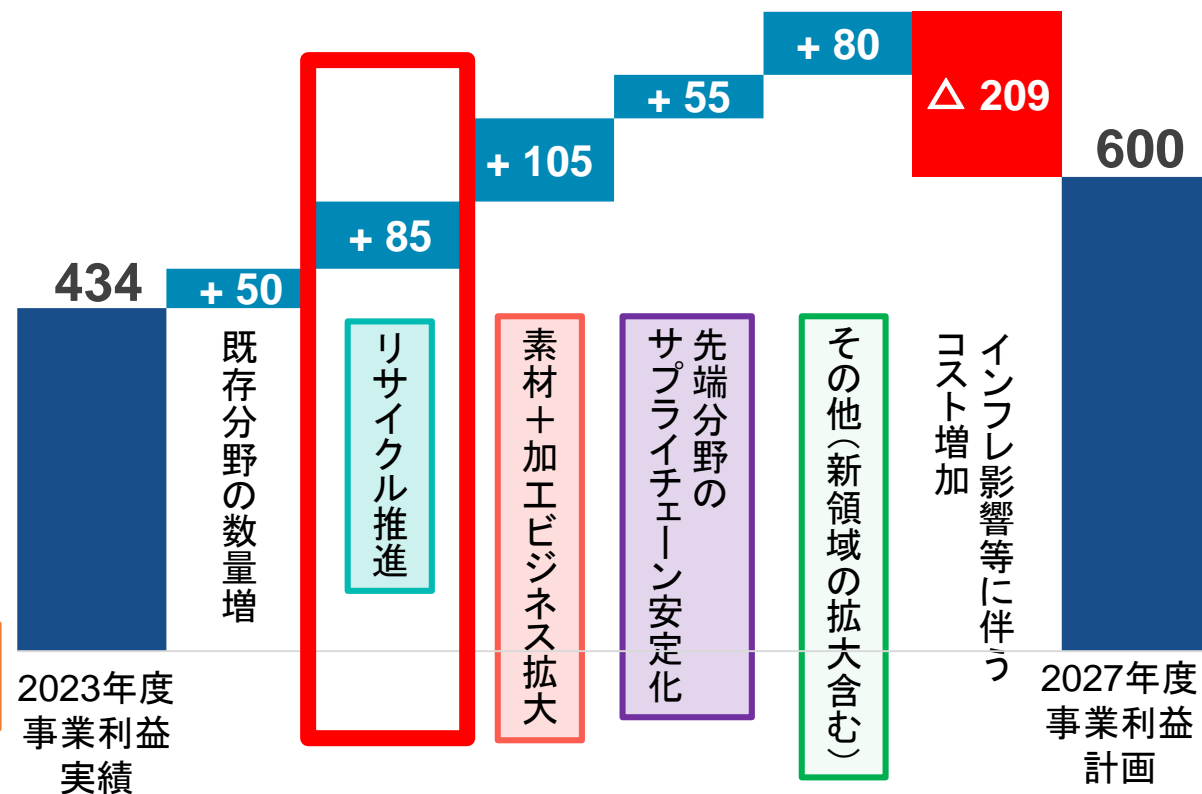 434
+ 50
+ 85
+ 105
+ 55
+ 80
△ 209
600
既存分野の数量増
リサイクル推進
素材＋加工ビジネス拡大
先端分野の
サプライチェーン安定化
その他（新領域の拡大含む）
インフレ影響等に伴う
コスト増加
2023年度
事業利益
実績
2027年度
事業利益
計画